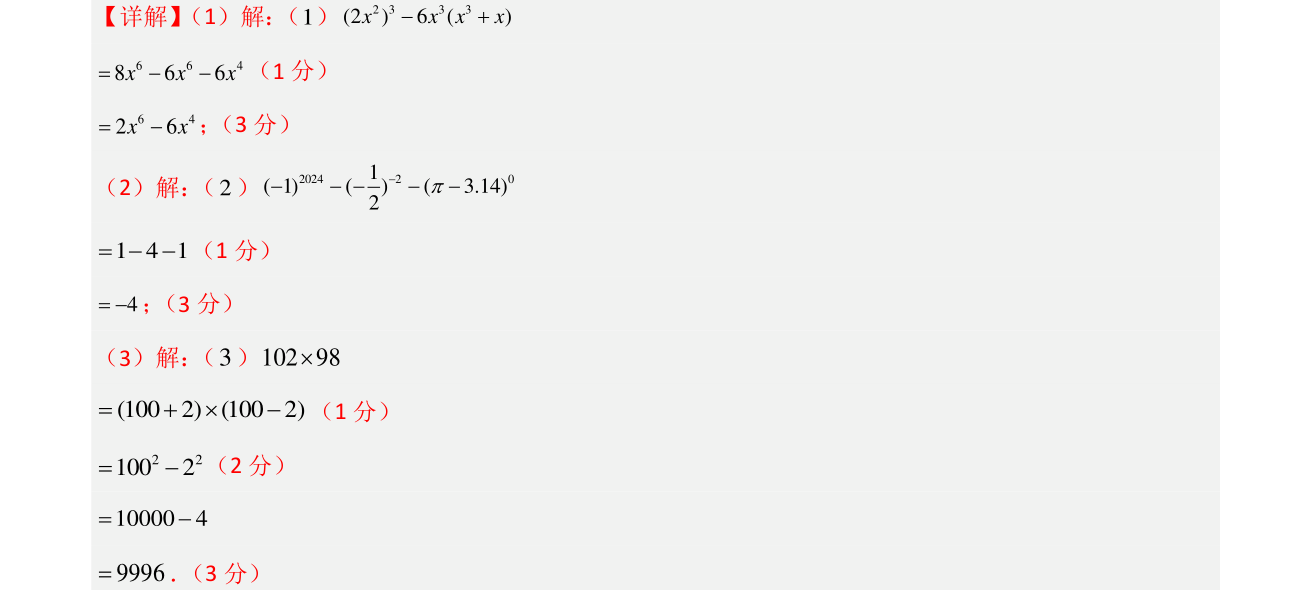 【详解】（1）解：（1）(2x²)³－6x³(x³＋x)
=8x⁶－6x⁶－6x⁴（1 分）
=2x⁶－6x⁴；（3 分）
（2）解：（2）(−1)²⁰²⁴－(−1/2)⁻²－(π－3.14)⁰
=1－4－1（1 分）
=−4；（3 分）
（3）解：（3）102×98
=(100+2)×(100－2)（1 分）
=100²－2²（2 分）
=10000－4
=9996．（3 分）